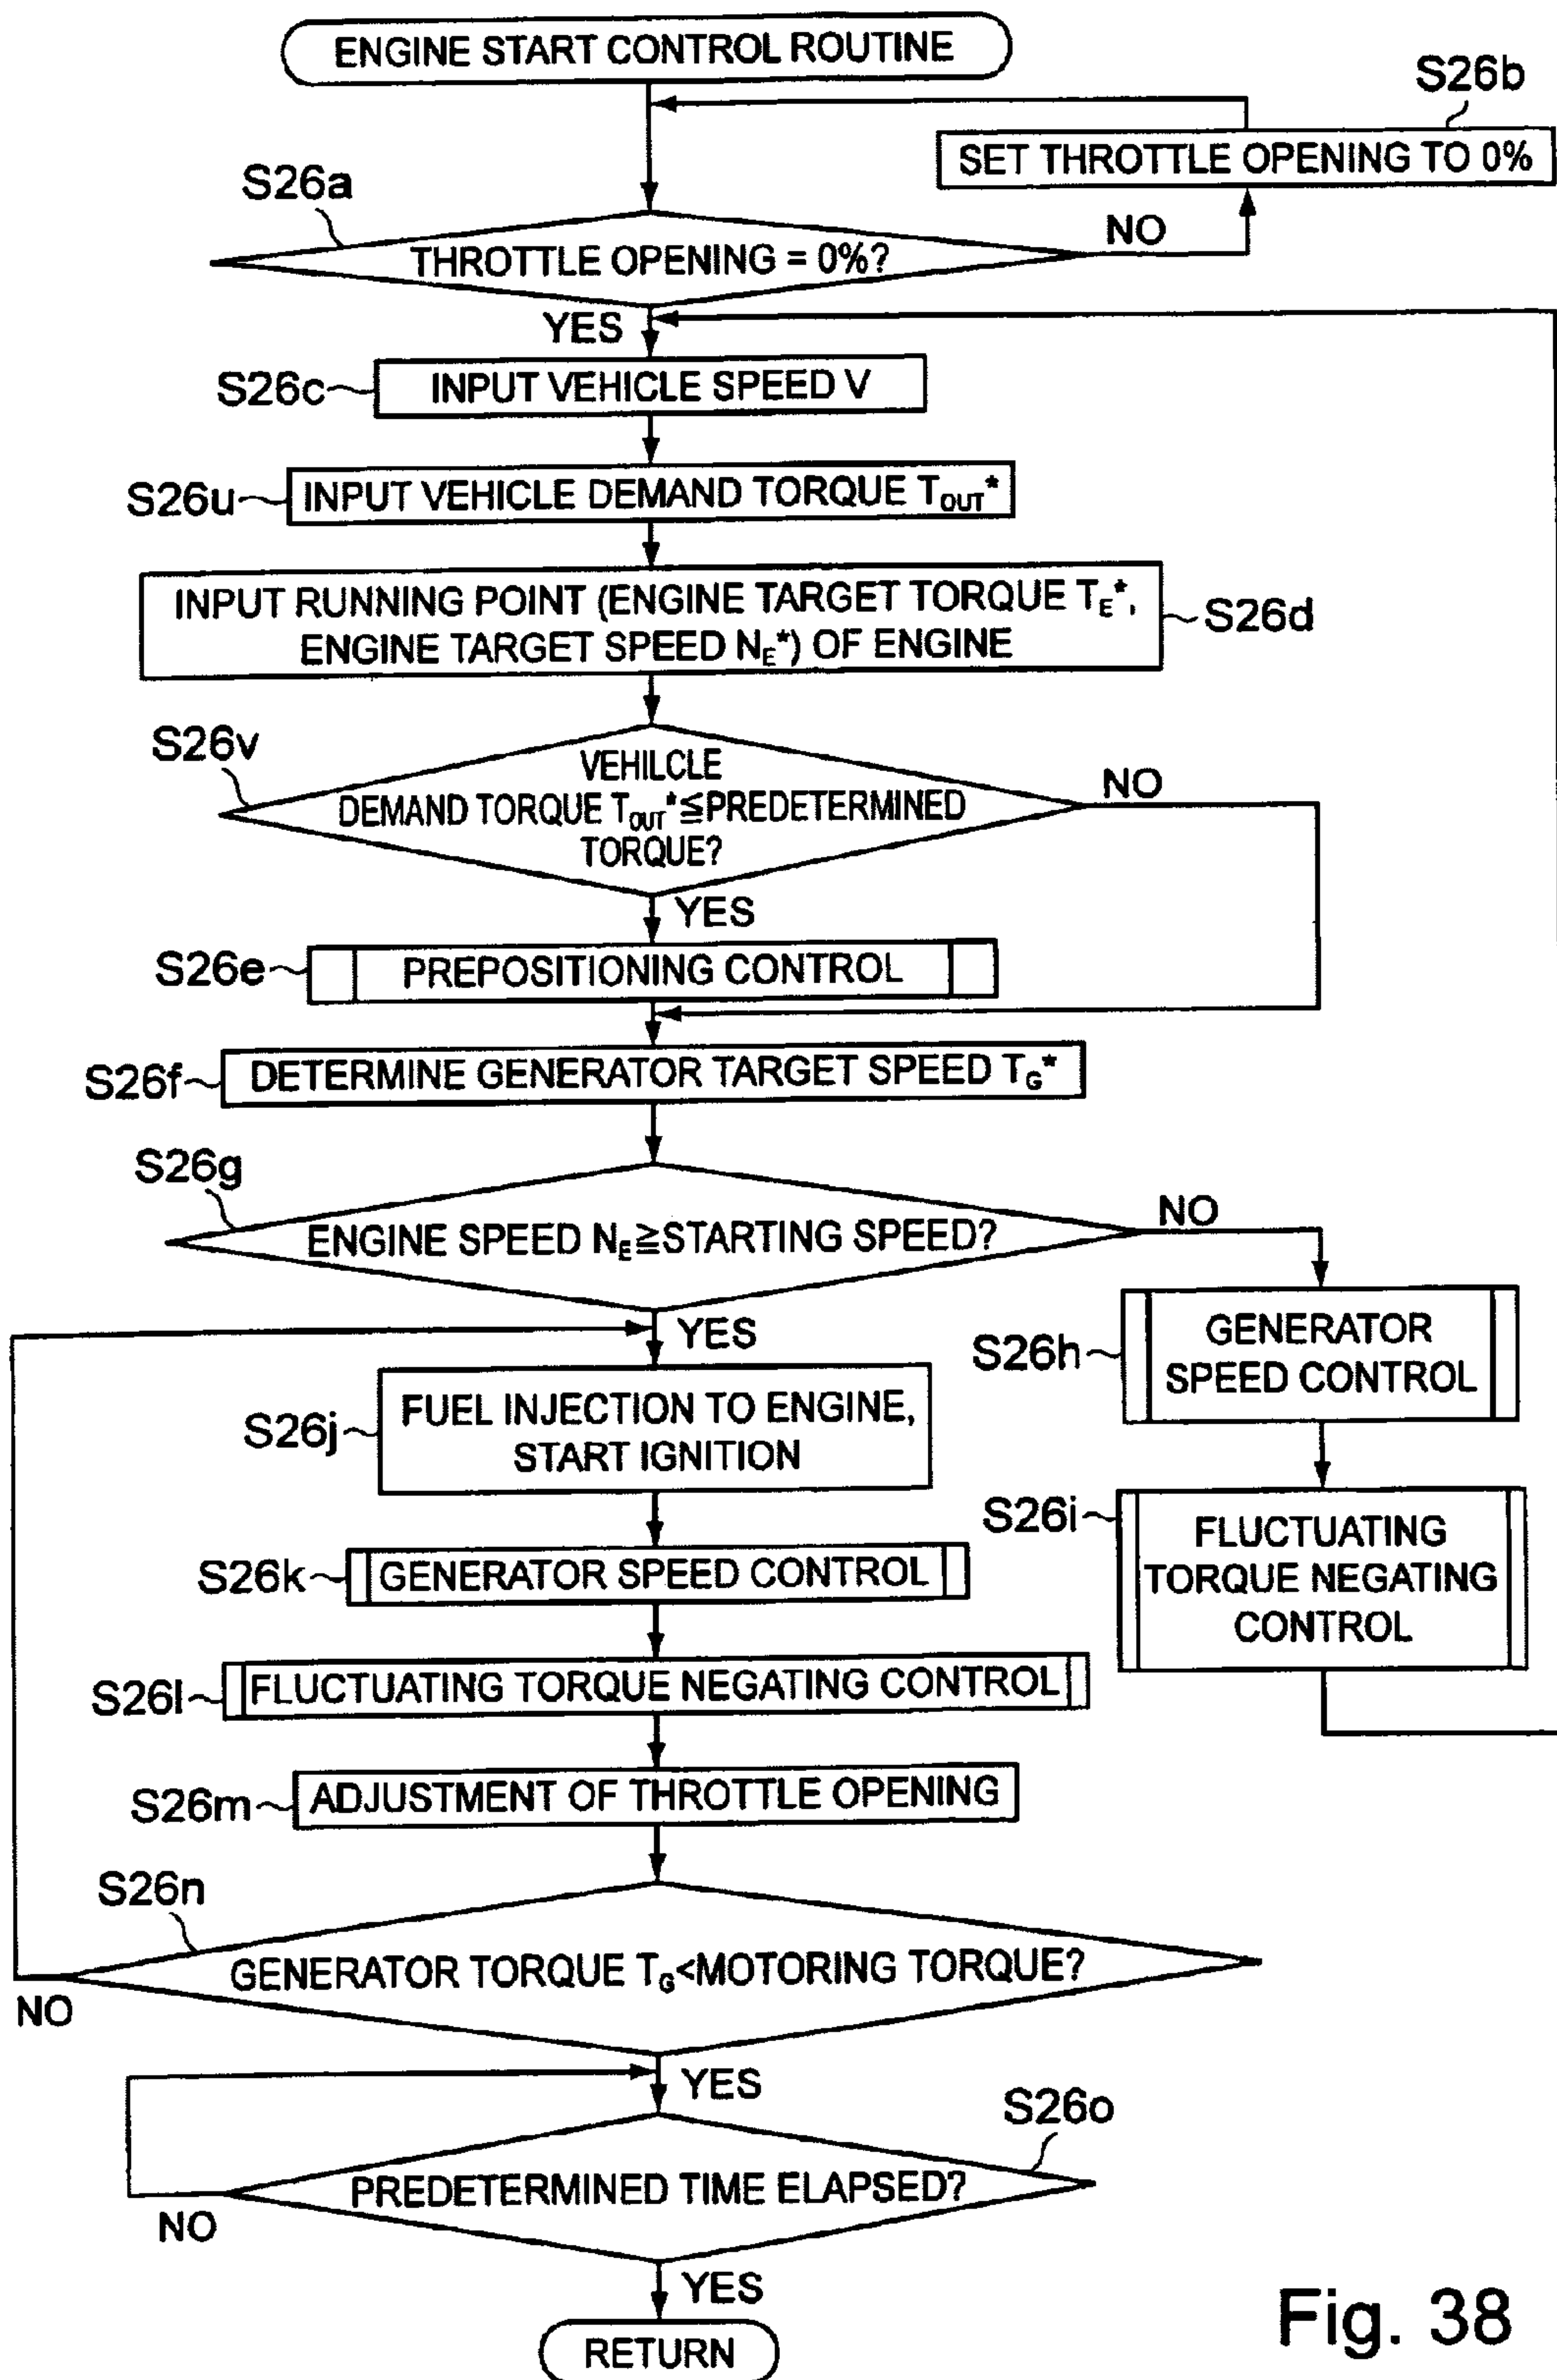 ENGINE START CONTROL ROUTINE
S26b
SET THROTTLE OPENING TO 0%
S26a
THROTTLE OPENING = 0%?
NO
YES
S26c
INPUT VEHICLE SPEED V
S26u
INPUT VEHICLE DEMAND TORQUE TOUT*
INPUT RUNNING POINT (ENGINE TARGET TORQUE TE*,
ENGINE TARGET SPEED NE*) OF ENGINE
S26d
S26v
VEHILCLE
DEMAND TORQUE TOUT*≦PREDETERMINED
TORQUE?
NO
YES
S26e
PREPOSITIONING CONTROL
S26f
DETERMINE GENERATOR TARGET SPEED TG*
S26g
ENGINE SPEED NE≧STARTING SPEED?
NO
YES
S26h
GENERATOR
SPEED CONTROL
S26j
FUEL INJECTION TO ENGINE,
START IGNITION
S26i
FLUCTUATING
TORQUE NEGATING
CONTROL
S26k
GENERATOR SPEED CONTROL
S26l
FLUCTUATING TORQUE NEGATING CONTROL
S26m
ADJUSTMENT OF THROTTLE OPENING
S26n
GENERATOR TORQUE TG<MOTORING TORQUE?
NO
YES
S26o
PREDETERMINED TIME ELAPSED?
NO
YES
RETURN
Fig. 38